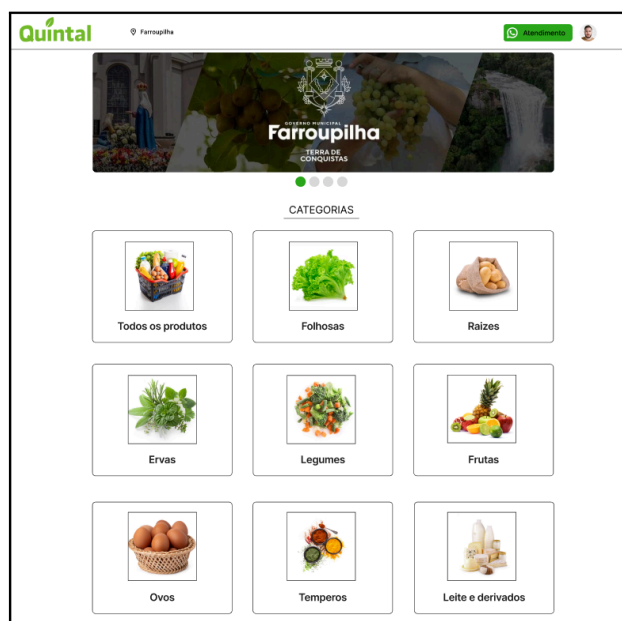 Quintal
Farroupilha
Atendimento
GOVERNO MUNICIPAL
Farroupilha
TERRA DE
CONQUISTAS
CATEGORIAS
Todos os produtos
Folhosas
Raizes
Ervas
Legumes
Frutas
Ovos
Temperos
Leite e derivados